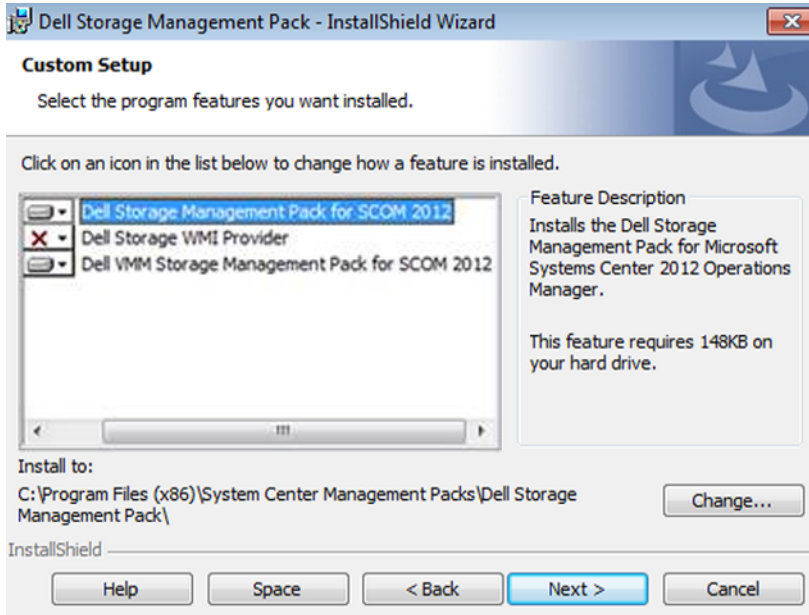 Dell Storage Management Pack - InstallShield Wizard
Custom Setup
Select the program features you want installed.
Click on an icon in the list below to change how a feature is installed.
Dell Storage Management Pack for SCOM 2012
Dell Storage WMI Provider
Dell VMM Storage Management Pack for SCOM 2012
Feature Description
Installs the Dell Storage
Management Pack for Microsoft
Systems Center 2012 Operations
Manager.
This feature requires 148KB on
your hard drive.
Install to:
C:\Program Files (x86)\System Center Management Packs\Dell Storage
Management Pack\
Change...
InstallShield
Help
Space
< Back
Next >
Cancel